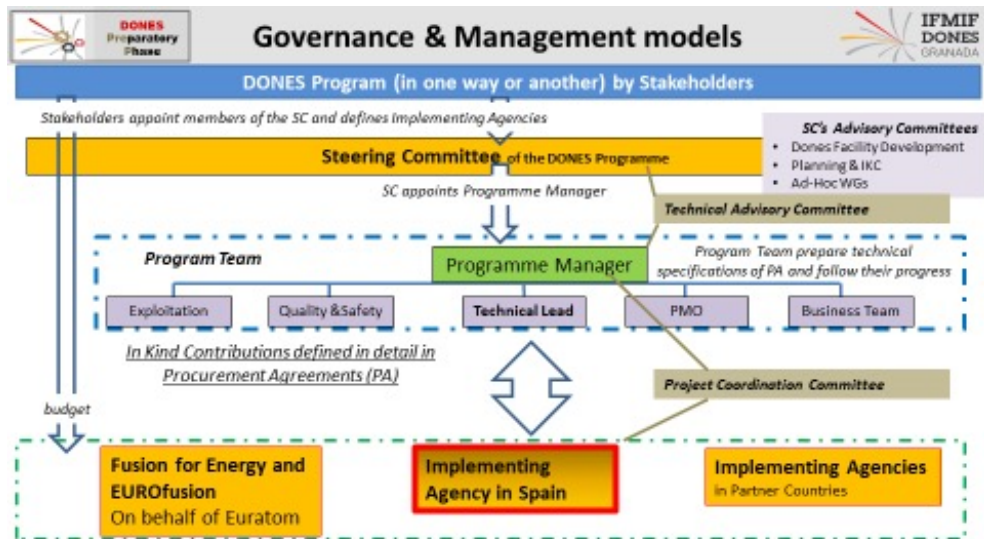 DONES
Preparatory
Phase
Governance & Management models
IFMIF
DONES
GRANADA
DONES Program (in one way or another) by Stakeholders
Stakeholders appoint members of the SC and defines Implementing Agencies
SC's Advisory Committees
• Dones Facility Development
• Planning & IKC
• Ad-Hoc WGs
Steering Committee of the DONES Programme
SC appoints Programme Manager
Technical Advisory Committee
Program Team
Programme Manager
Program Team prepare technical
specifications of PA and follow their progress
Exploitation
Quality &Safety
Technical Lead
PMO
Business Team
In Kind Contributions defined in detail in
Procurement Agreements (PA)
Project Coordination Committee
budget
Fusion for Energy and
EUROfusion
On behalf of Euratom
Implementing
Agency in Spain
Implementing Agencies
in Partner Countries